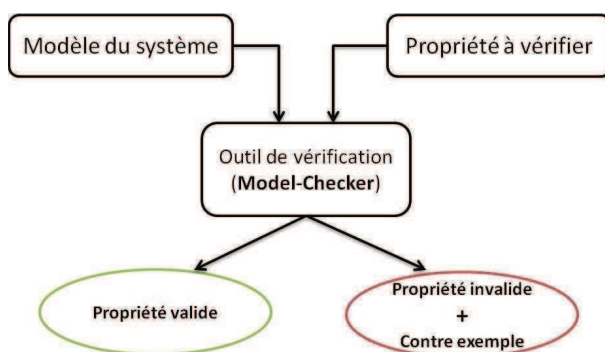 Modèle du système
Propriété à vérifier
Outil de vérification
(Model-Checker)
Propriété valide
Propriété invalide
+
Contre exemple